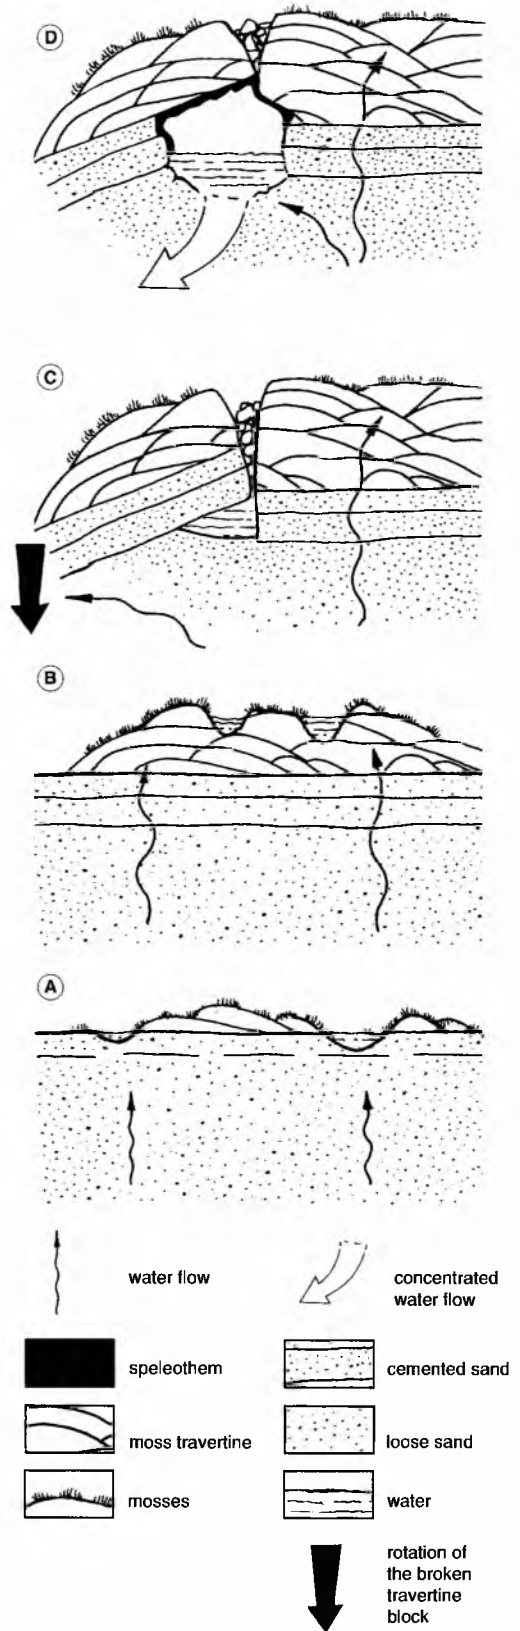 D
C
B
A
water flow
concentrated
water flow
speleothem
cemented sand
moss travertine
loose sand
mosses
water
rotation of
the broken
travertine
block